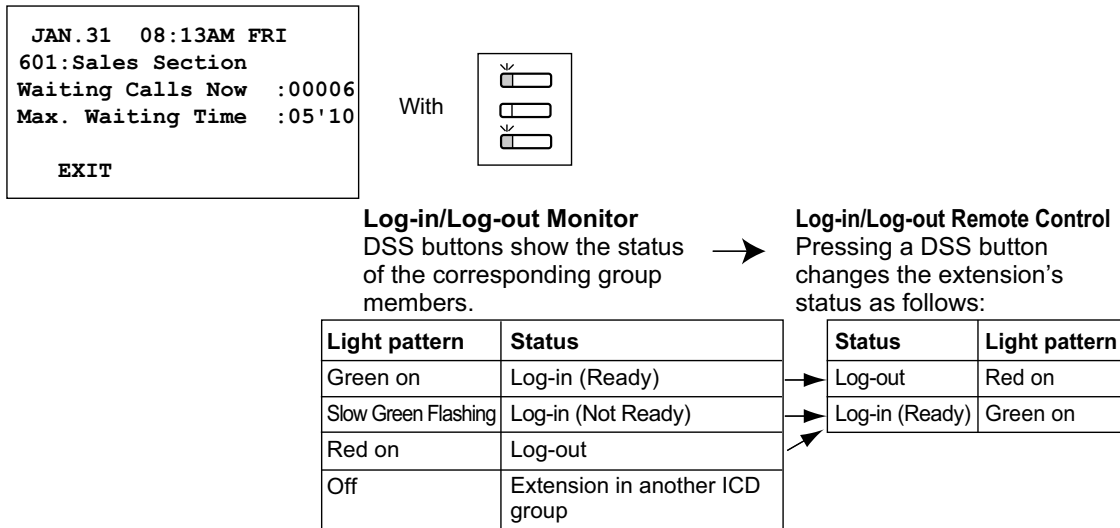 JAN.31 08:13AM FRI
601:Sales Section
Waiting Calls Now :00006
Max. Waiting Time :05'10
EXIT
With
Log-in/Log-out Monitor
DSS buttons show the status
of the corresponding group
members.
Log-in/Log-out Remote Control
Pressing a DSS button
changes the extension's
status as follows:
Light pattern Status
Green on Log-in (Ready)
Slow Green Flashing Log-in (Not Ready)
Red on Log-out
Off Extension in another ICD
group
Status Light pattern
Log-out Red on
Log-in (Ready) Green on